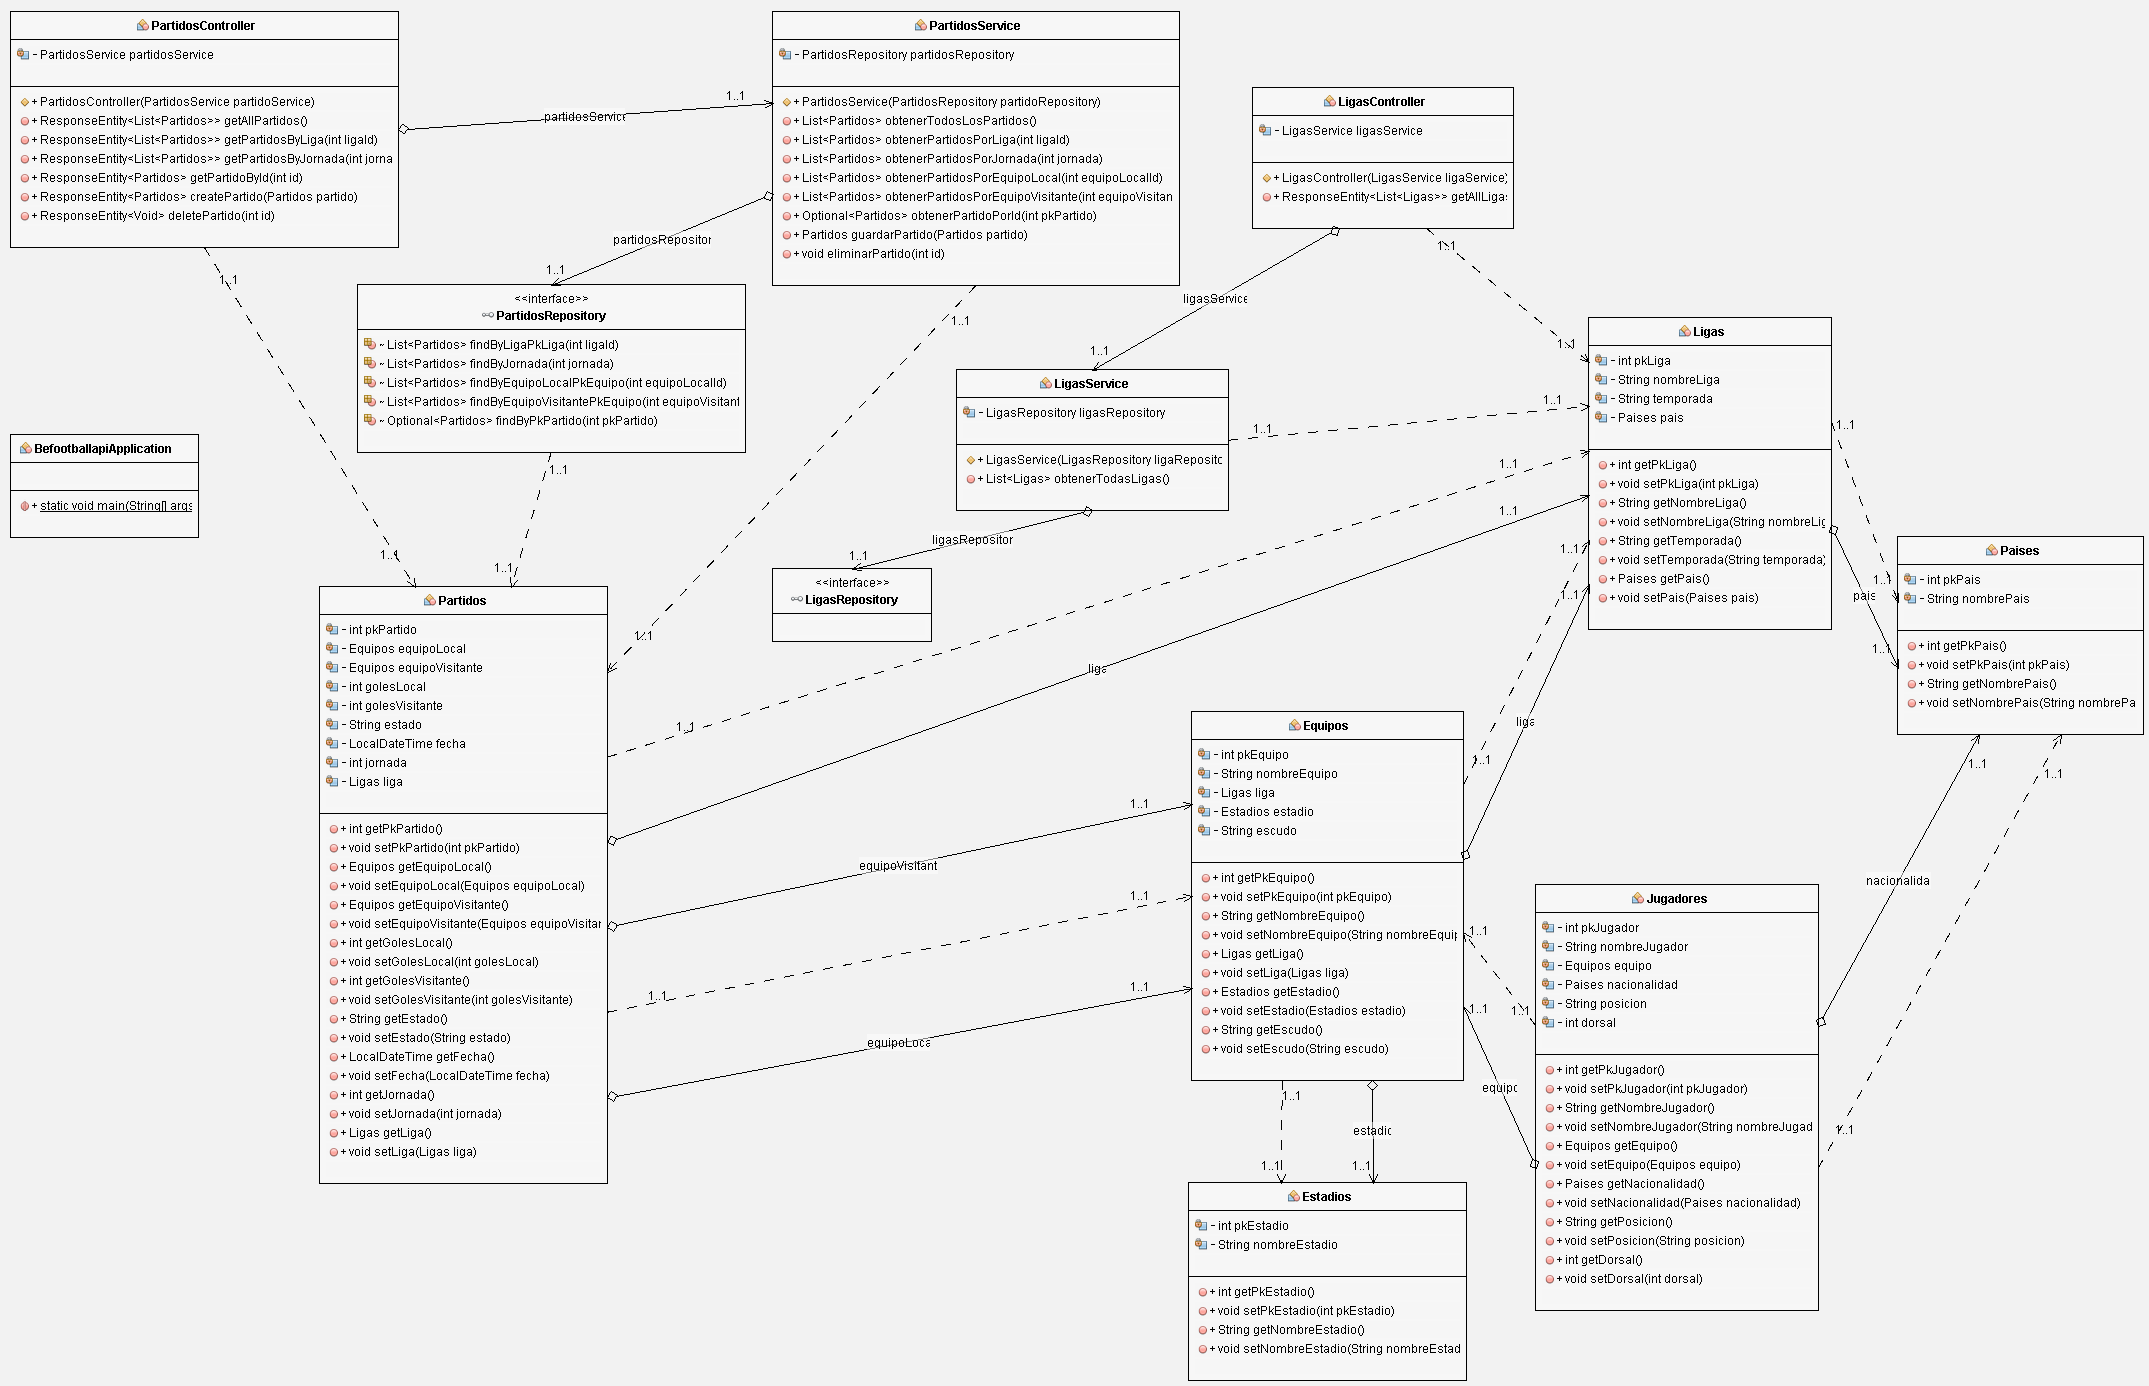 PartidosController
- PartidosService partidosService
+ PartidosController(PartidosService partidoService)
+ ResponseEntity<List<Partidos>> getAllPartidos()
+ ResponseEntity<List<Partidos>> getPartidosByLiga(int ligaId)
+ ResponseEntity<List<Partidos>> getPartidosByJornada(int jorna
+ ResponseEntity<Partidos> getPartidoById(int id)
+ ResponseEntity<Partidos> createPartido(Partidos partido)
+ ResponseEntity<Void> deletePartido(int id)
partidosService
1..1
PartidosService
- PartidosRepository partidosRepository
+ PartidosService(PartidosRepository partidoRepository)
+ List<Partidos> obtenerTodosLosPartidos()
+ List<Partidos> obtenerPartidosPorLiga(int ligaId)
+ List<Partidos> obtenerPartidosPorJornada(int jornada)
+ List<Partidos> obtenerPartidosPorEquipoLocal(int equipoLocalId)
+ List<Partidos> obtenerPartidosPorEquipoVisitante(int equipoVisitan
+ Optional<Partidos> obtenerPartidoPorId(int pkPartido)
+ Partidos guardarPartido(Partidos partido)
+ void eliminarPartido(int id)
LigasController
- LigasService ligasService
+ LigasController(LigasService ligaService)
+ ResponseEntity<List<Ligas>> getAllLigas
partidosRepositor
1..1
1..1
1..1
1..1
ligasService
1..1
1..1
<<interface>>
PartidosRepository
~ List<Partidos> findByLigaPkLiga(int ligaId)
~ List<Partidos> findByJornada(int jornada)
~ List<Partidos> findByEquipoLocalPkEquipo(int equipoLocalId)
~ List<Partidos> findByEquipoVisitantePkEquipo(int equipoVisitant
~ Optional<Partidos> findByPkPartido(int pkPartido)
LigasService
- LigasRepository ligasRepository
+ LigasService(LigasRepository ligaReposito
+ List<Ligas> obtenerTodasLigas()
1..1
1..1
1..1
Ligas
- int pkLiga
- String nombreLiga
- String temporada
- Paises pais
+ int getPkLiga()
+ void setPkLiga(int pkLiga)
+ String getNombreLiga()
+ void setNombreLiga(String nombreLig
+ String getTemporada()
+ void setTemporada(String temporada)
+ Paises getPais()
+ void setPais(Paises pais)
BefootballapiApplication
+ static void main(String[] args
1..1
1..1
1..1
ligasRepositor
1..1
<<interface>>
LigasRepository
1..1
1..1
1..1
1..1
1..1
1..1
pais
1..1
Paises
- int pkPais
- String nombrePais
+ int getPkPais()
+ void setPkPais(int pkPais)
+ String getNombrePais()
+ void setNombrePais(String nombrePa
Partidos
- int pkPartido
- Equipos equipoLocal
- Equipos equipoVisitante
- int golesLocal
- int golesVisitante
- String estado
- LocalDateTime fecha
- int jornada
- Ligas liga
+ int getPkPartido()
+ void setPkPartido(int pkPartido)
+ Equipos getEquipoLocal()
+ void setEquipoLocal(Equipos equipoLocal)
+ Equipos getEquipoVisitante()
+ void setEquipoVisitante(Equipos equipoVisitar
+ int getGolesLocal()
+ void setGolesLocal(int golesLocal)
+ int getGolesVisitante()
+ void setGolesVisitante(int golesVisitante)
+ String getEstado()
+ void setEstado(String estado)
+ LocalDateTime getFecha()
+ void setFecha(LocalDateTime fecha)
+ int getJornada()
+ void setJornada(int jornada)
+ Ligas getLiga()
+ void setLiga(Ligas liga)
1..1
1..1
liga
equipoVisitant
1..1
1..1
1..1
equipoLoca
1..1
liga
1..1
Equipos
- int pkEquipo
- String nombreEquipo
- Ligas liga
- Estadios estadio
- String escudo
+ int getPkEquipo()
+ void setPkEquipo(int pkEquipo)
+ String getNombreEquipo()
+ void setNombreEquipo(String nombreEquip
+ Ligas getLiga()
+ void setLiga(Ligas liga)
+ Estadios getEstadio()
+ void setEstadio(Estadios estadio)
+ String getEscudo()
+ void setEscudo(String escudo)
1..1
1..1
nacionalida
1..1
1..1
1..1
1..1
equipo
Jugadores
- int pkJugador
- String nombreJugador
- Equipos equipo
- Paises nacionalidad
- String posicion
- int dorsal
+ int getPkJugador()
+ void setPkJugador(int pkJugador)
+ String getNombreJugador()
+ void setNombreJugador(String nombreJugad
+ Equipos getEquipo()
+ void setEquipo(Equipos equipo)
+ Paises getNacionalidad()
+ void setNacionalidad(Paises nacionalidad)
+ String getPosicion()
+ void setPosicion(String posicion)
+ int getDorsal()
+ void setDorsal(int dorsal)
1..1
1..1
estadic
1..1
1..1
Estadios
- int pkEstadio
- String nombreEstadio
+ int getPkEstadio()
+ void setPkEstadio(int pkEstadio)
+ String getNombreEstadio()
+ void setNombreEstadio(String nombreEstad